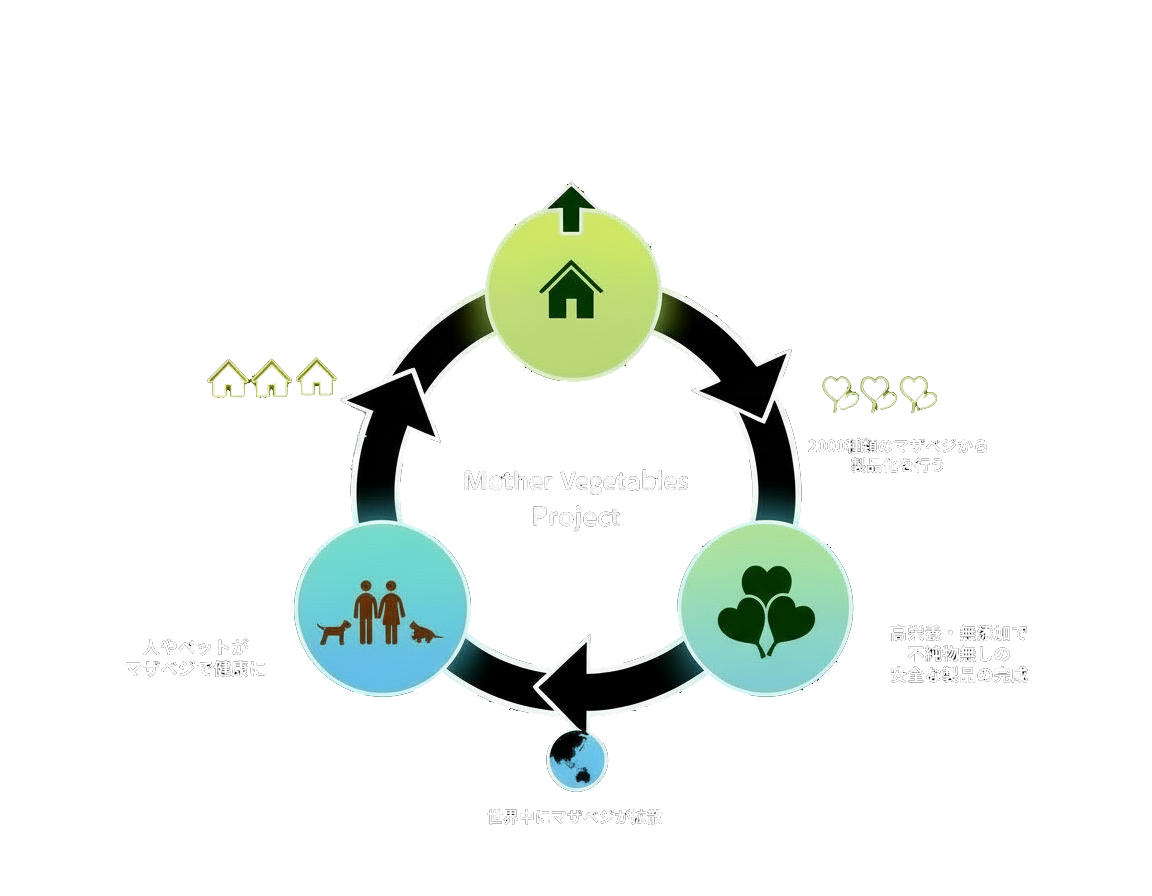 2000種類のマザベジから
製品化を行う
Mother Vegetables
Project
人やペットが
マザベジで健康に
高栄養・無添加で
不純物無しの
安全な製品の完成
世界中にマザベジが拡散